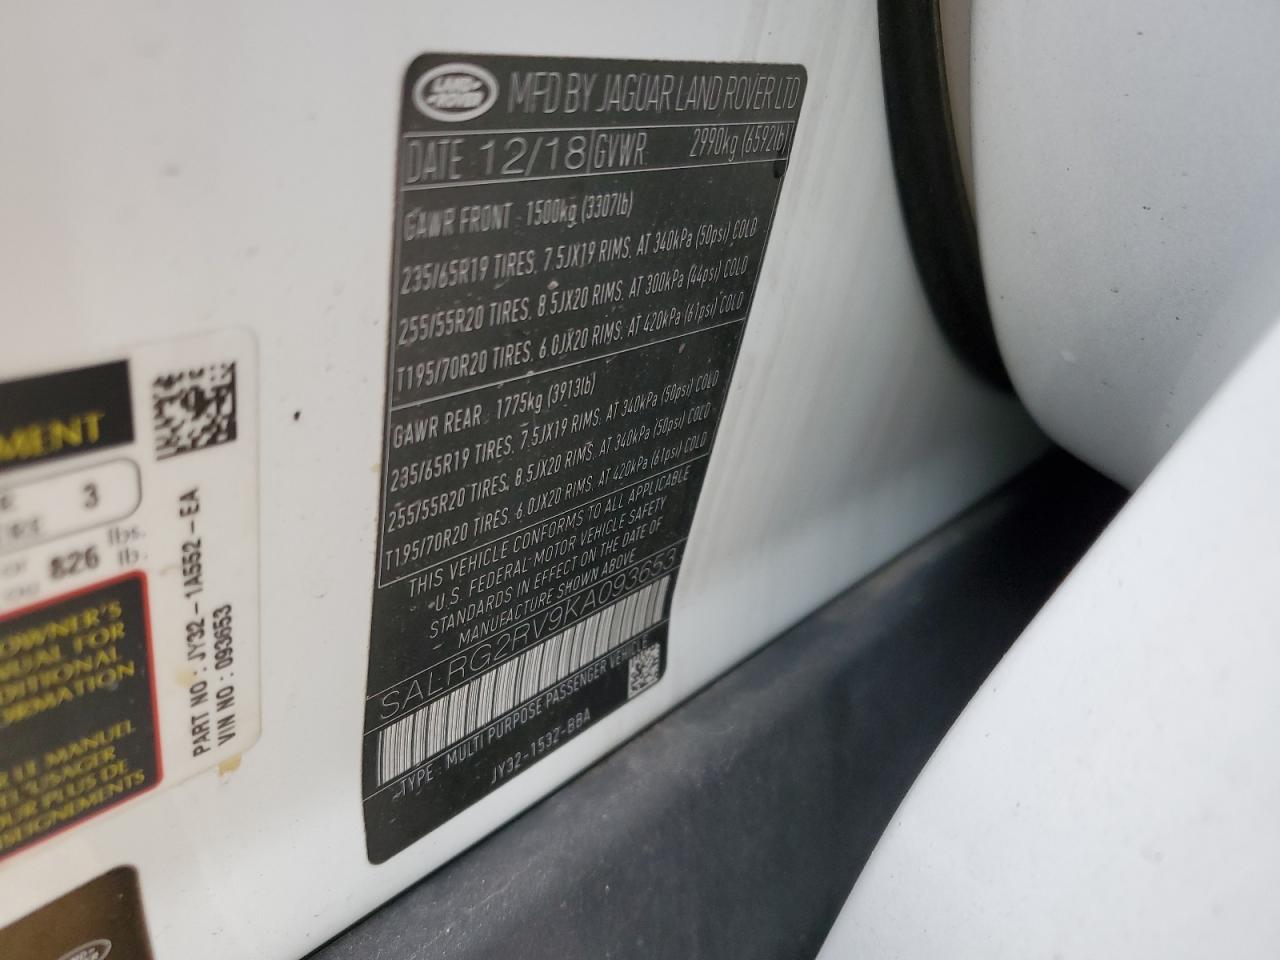 LAND ROVER MFD BY JAGUAR LAND ROVER LTD
DATE 12/18 GVWR 2990kg (6592lb)
GAWR FRONT 1500kg (3307lb)
235/65R19 TIRES, 7.5JX19 RIMS, AT 340kPa (50psi) COLD
255/55R20 TIRES, 8.5JX20 RIMS, AT 300kPa (44psi) COLD
T195/70R20 TIRES, 6.0JX20 RIMS, AT 420kPa (61psi) COLD
GAWR REAR 1775kg (3913lb)
235/65R19 TIRES, 7.5JX19 RIMS, AT 340kPa (50psi) COLD
255/55R20 TIRES, 8.5JX20 RIMS, AT 340kPa (50psi) COLD
T195/70R20 TIRES, 6.0JX20 RIMS, AT 420kPa (61psi) COLD
THIS VEHICLE CONFORMS TO ALL APPLICABLE
U.S. FEDERAL MOTOR VEHICLE SAFETY
STANDARDS IN EFFECT ON THE DATE OF
MANUFACTURE SHOWN ABOVE
SALRG2RV9KA093653
TYPE: MULTI PURPOSE PASSENGER VEHICLE
JY32-1532-BBA
MENT
3
lbs.
826 lb.
OWNER'S
FOR
PART NO: JY32-1A552-EA
VIN NO: 093653
MANUEL
PLUS DE